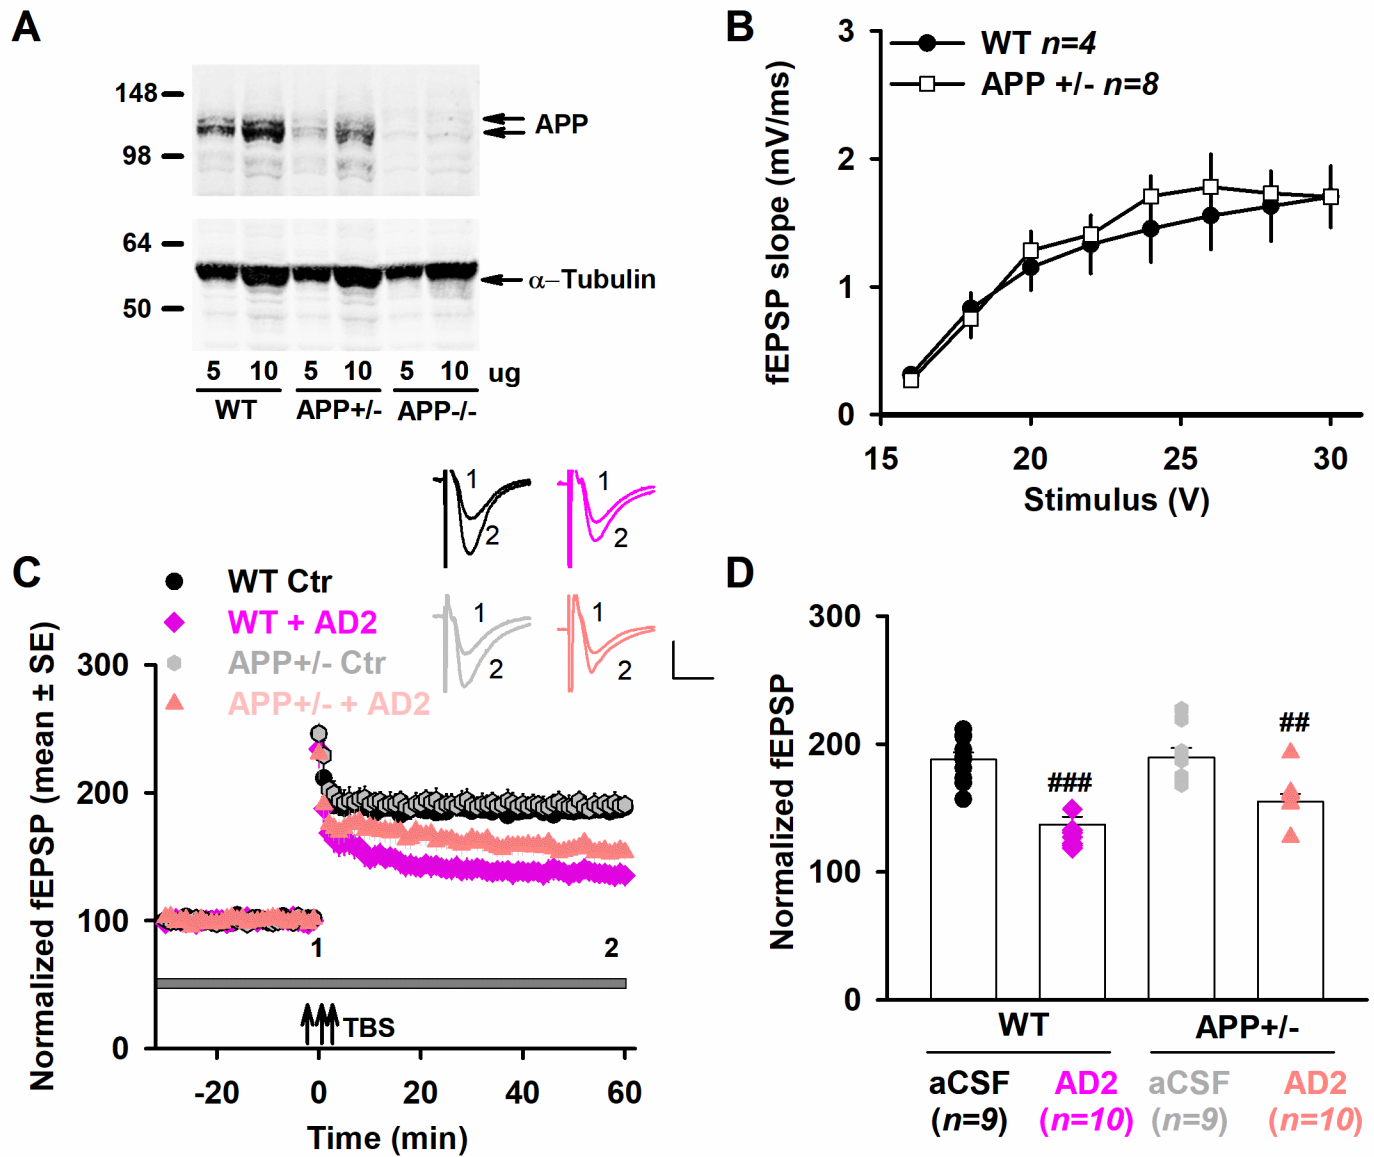 A
148
98
APP
64
50
α–Tubulin
5 10 5 10 5 10 ug
WT APP+/- APP-/-
B
WT n=4
APP +/- n=8
fEPSP slope (mV/ms)
3
2
1
0
15 20 25 30
Stimulus (V)
C
WT Ctr
WT + AD2
APP+/- Ctr
APP+/- + AD2
1
2
1
2
1
2
1
2
Normalized fEPSP (mean ± SE)
300
200
100
0
1 2
TBS
-20 0 20 40 60
Time (min)
D
Normalized fEPSP
300
200
100
0
###
##
WT APP+/-
aCSF AD2 aCSF AD2
(n=9) (n=10) (n=9) (n=10)